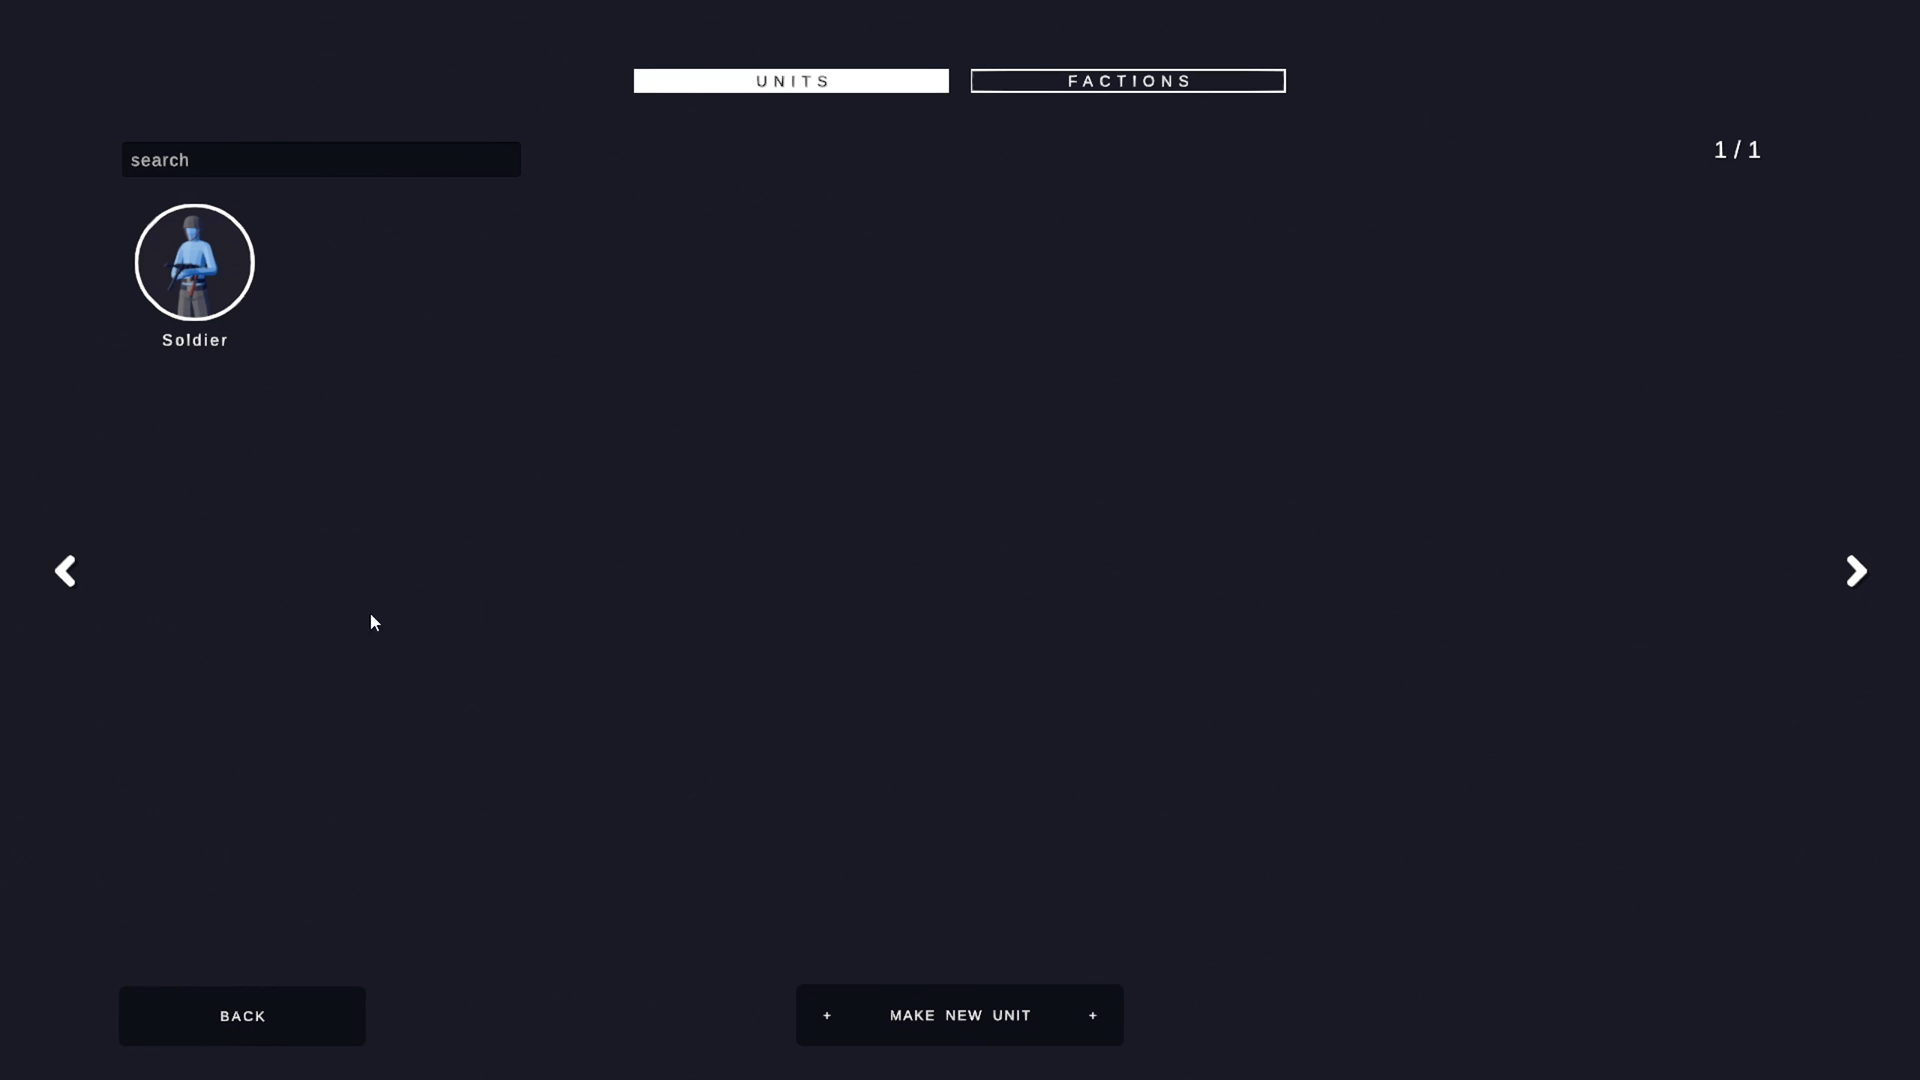 UNITS
FACTIONS
search
1 / 1
Soldier
BACK
+ MAKE NEW UNIT +